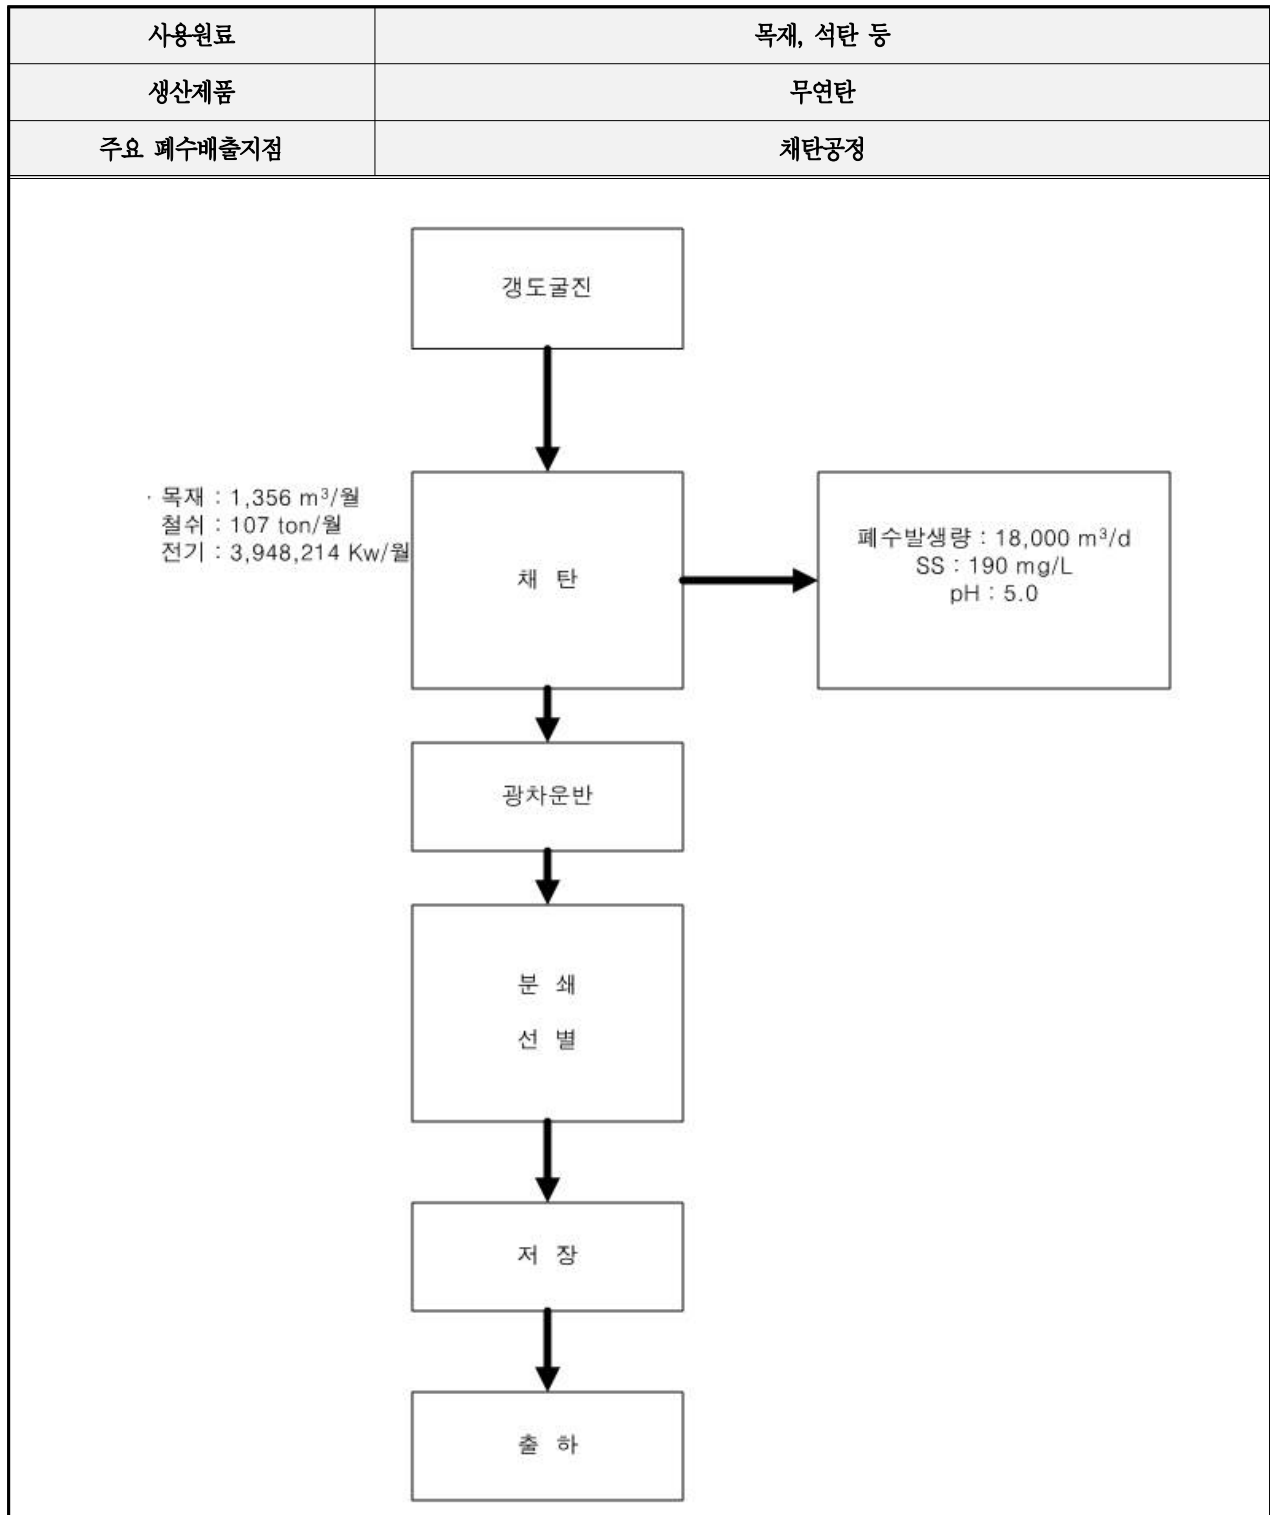 사용원료 목재, 석탄 등
생산제품 무연탄
주요 폐수배출지점 채탄공정
갱도굴진
· 목재 : 1,356 m³/월
철쉬 : 107 ton/월
전기 : 3,948,214 Kw/월
채 탄
폐수발생량 : 18,000 m³/d
SS : 190 mg/L
pH : 5.0
광차운반
분 쇄
선 별
저 장
출 하